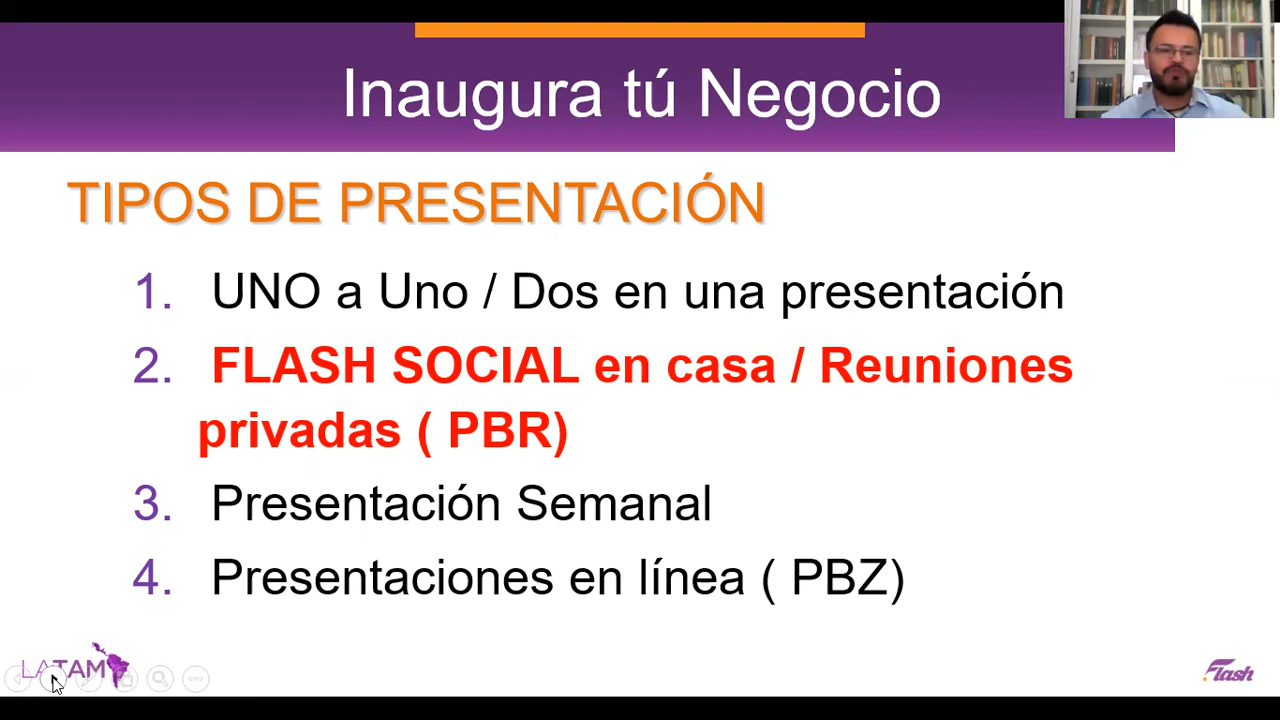 Inaugura tú Negocio
TIPOS DE PRESENTACIÓN
1. UNO a Uno / Dos en una presentación
2. FLASH SOCIAL en casa / Reuniones
privadas ( PBR)
3. Presentación Semanal
4. Presentaciones en línea ( PBZ)
LATAM
Flash